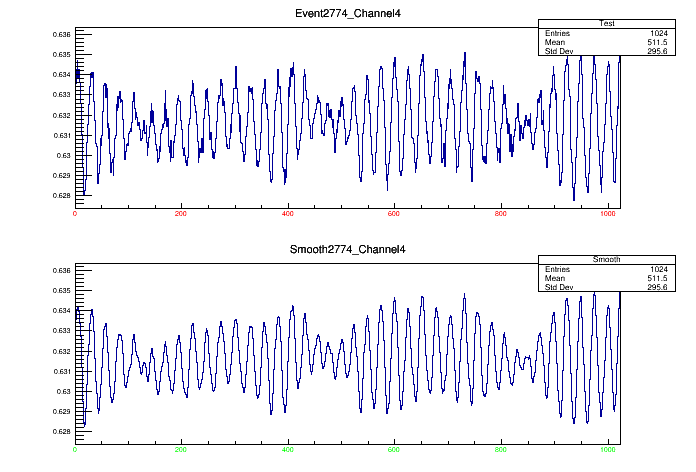 Event2774_Channel4
Test
Entries 1024
Mean 511.5
Std Dev 295.6
0.636
0.635
0.634
0.633
0.632
0.631
0.63
0.629
0.628
0 200 400 600 800 1000
Smooth2774_Channel4
Smooth
Entries 1024
Mean 511.5
Std Dev 295.6
0.636
0.635
0.634
0.633
0.632
0.631
0.63
0.629
0.628
0 200 400 600 800 1000